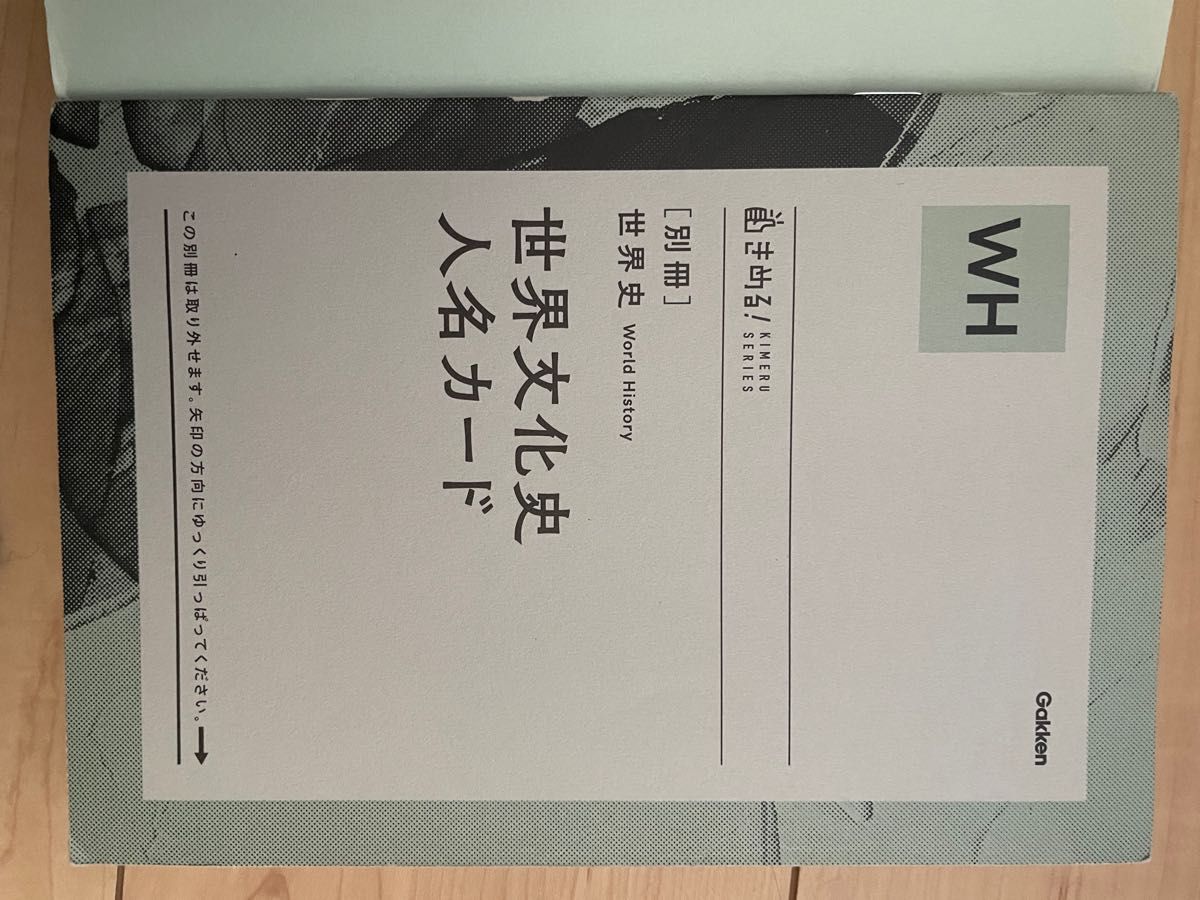 WH
Gakken
きめる!
KIMERU
SERIES
[別冊]
世界史 World History
世界文化史
人名カード
この別冊は取り外せます。矢印の方向にゆっくり引っぱってください。→